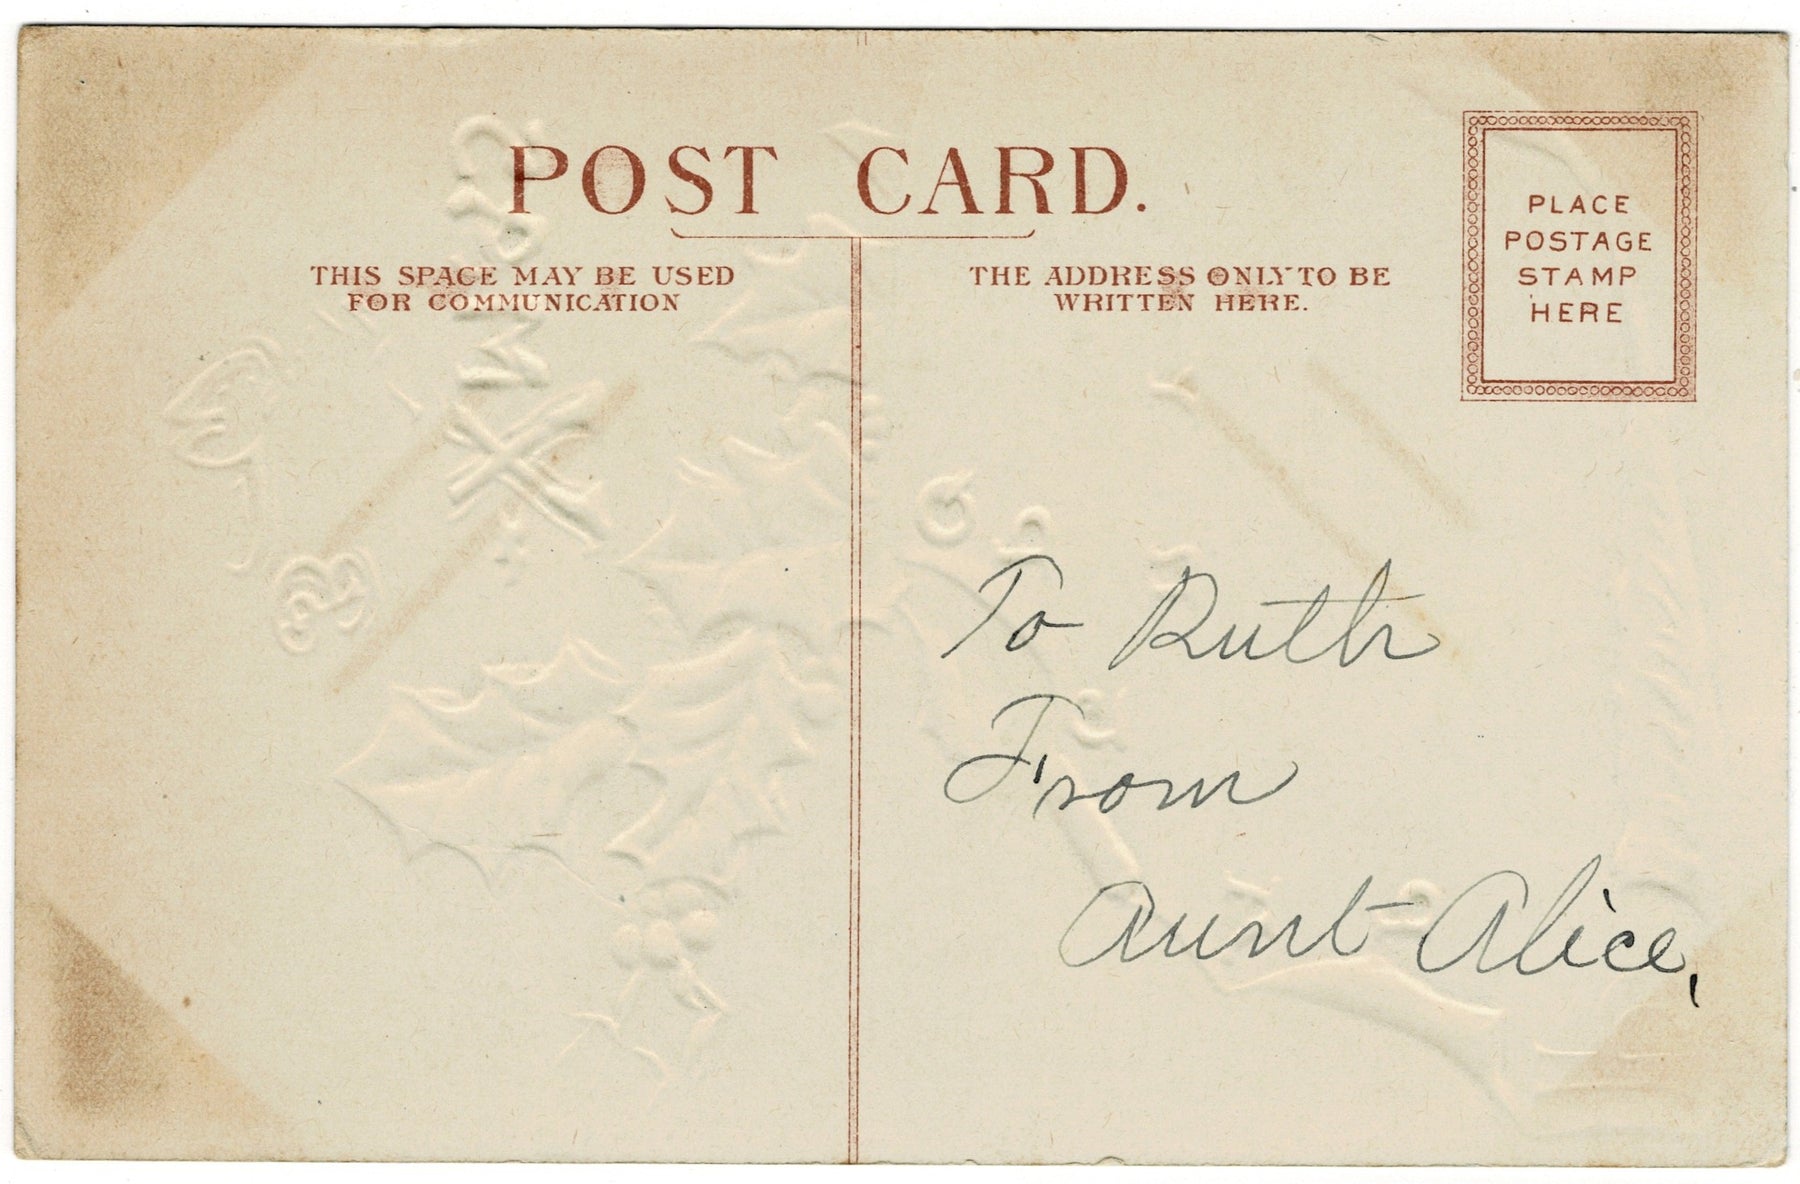 POST CARD.
THIS SPACE MAY BE USED
FOR COMMUNICATION
THE ADDRESS ONLY TO BE
WRITTEN HERE.
PLACE
POSTAGE
STAMP
HERE
To Ruth
From
Aunt Alice,